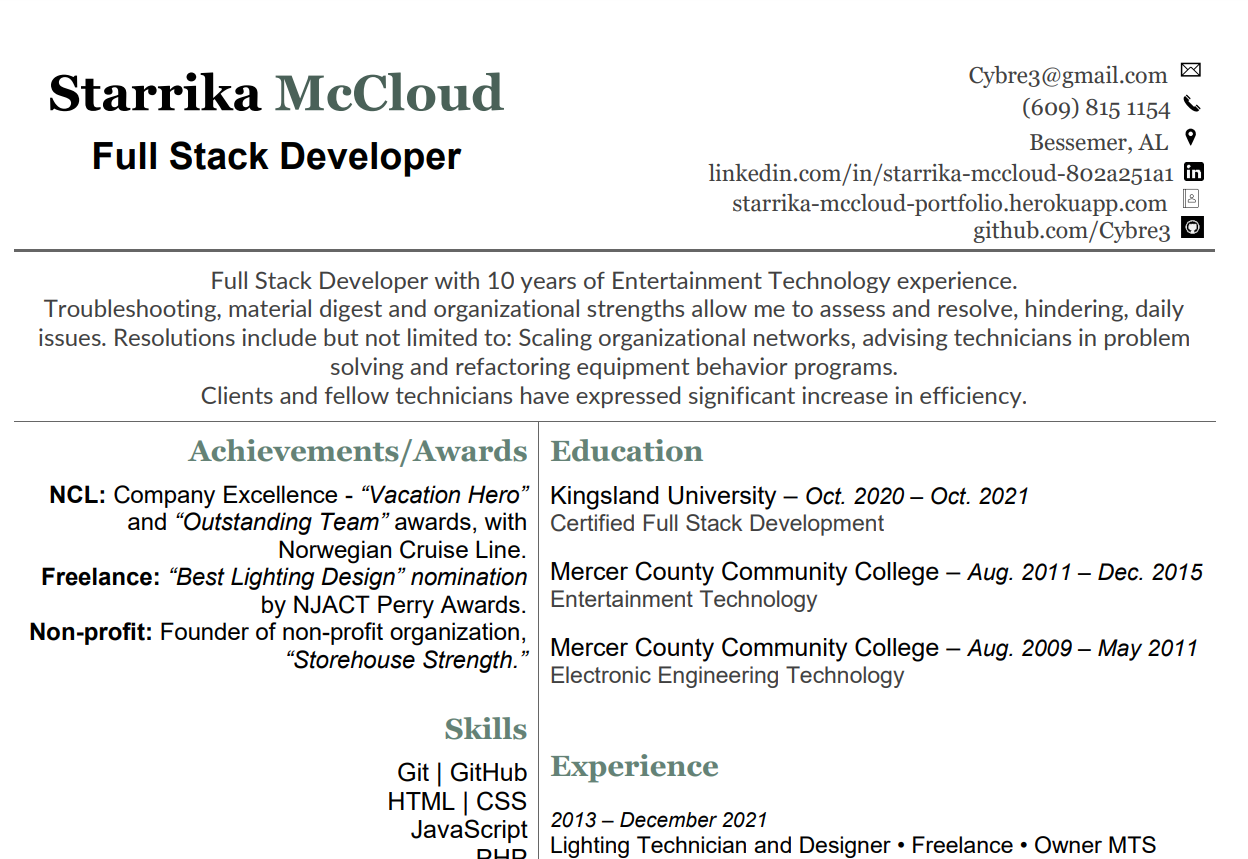 Starrika McCloud
Full Stack Developer
Cybre3@gmail.com
(609) 815 1154
Bessemer, AL
linkedin.com/in/starrika-mccloud-802a251a1
starrika-mccloud-portfolio.herokuapp.com
github.com/Cybre3
Full Stack Developer with 10 years of Entertainment Technology experience.
Troubleshooting, material digest and organizational strengths allow me to assess and resolve, hindering, daily
issues. Resolutions include but not limited to: Scaling organizational networks, advising technicians in problem
solving and refactoring equipment behavior programs.
Clients and fellow technicians have expressed significant increase in efficiency.
Achievements/Awards
NCL: Company Excellence - “Vacation Hero”
and “Outstanding Team” awards, with
Norwegian Cruise Line.
Freelance: “Best Lighting Design” nomination
by NJACT Perry Awards.
Non-profit: Founder of non-profit organization,
“Storehouse Strength.”
Skills
Git | GitHub
HTML | CSS
JavaScript
PHP
Education
Kingsland University – Oct. 2020 – Oct. 2021
Certified Full Stack Development
Mercer County Community College – Aug. 2011 – Dec. 2015
Entertainment Technology
Mercer County Community College – Aug. 2009 – May 2011
Electronic Engineering Technology
Experience
2013 – December 2021
Lighting Technician and Designer • Freelance • Owner MTS